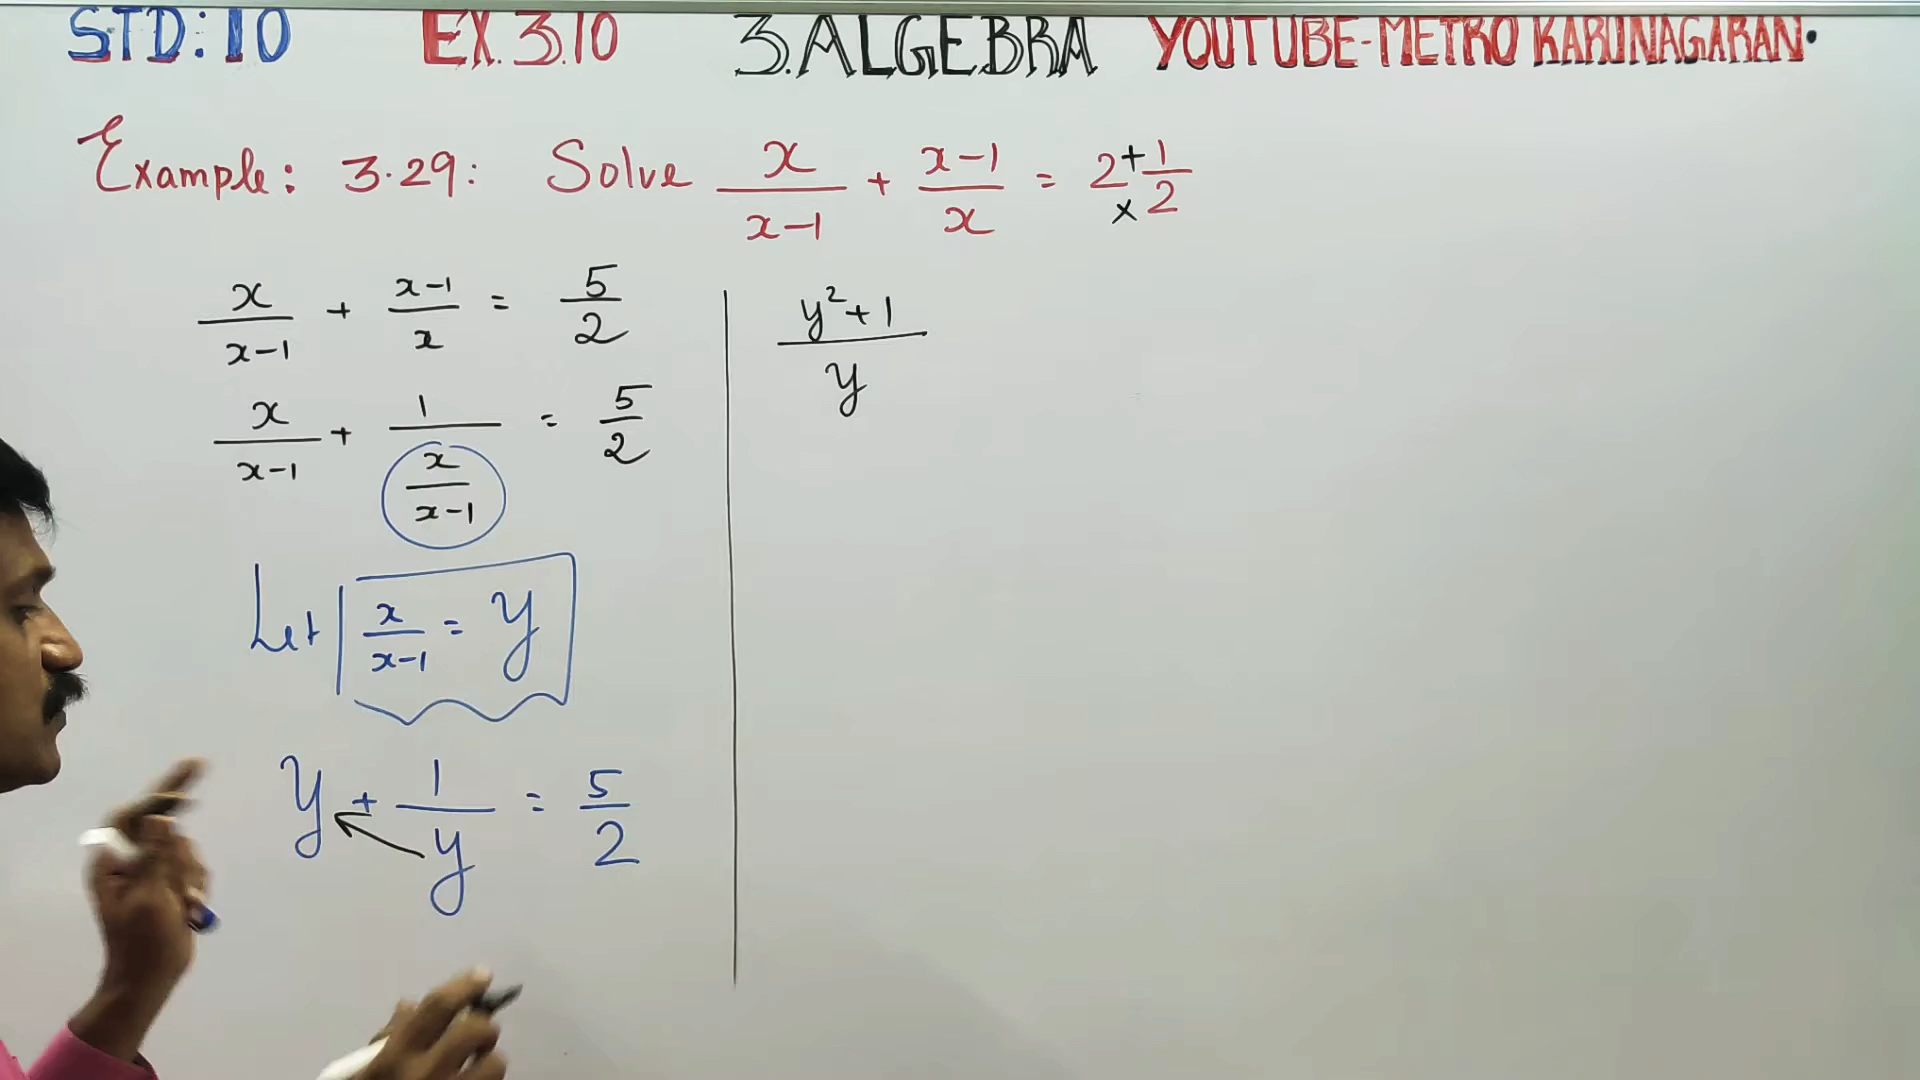 STD: 10 EX. 3.10 3. ALGEBRA YOUTUBE-METRO KARUNAGARAN.
Example: 3.29: Solve x/(x-1) + (x-1)/x = 2 + 1/2
×
x/(x-1) + (x-1)/x = 5/2
x/(x-1) + 1/(x/(x-1)) = 5/2
Let x/(x-1) = y
y + 1/y = 5/2
(y²+1)/y